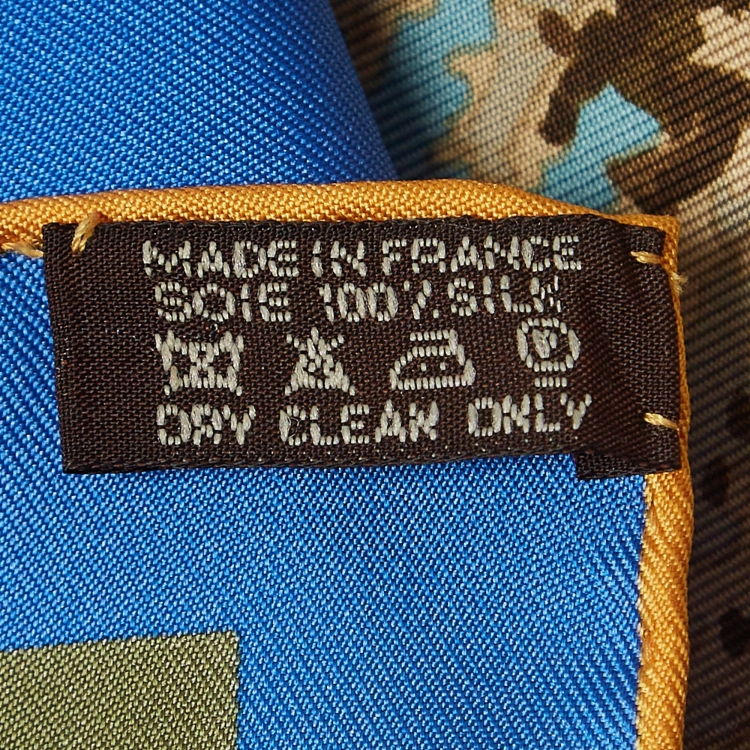 MADE IN FRANCE
SOIE 100% SILK
P
DRY CLEAN ONLY